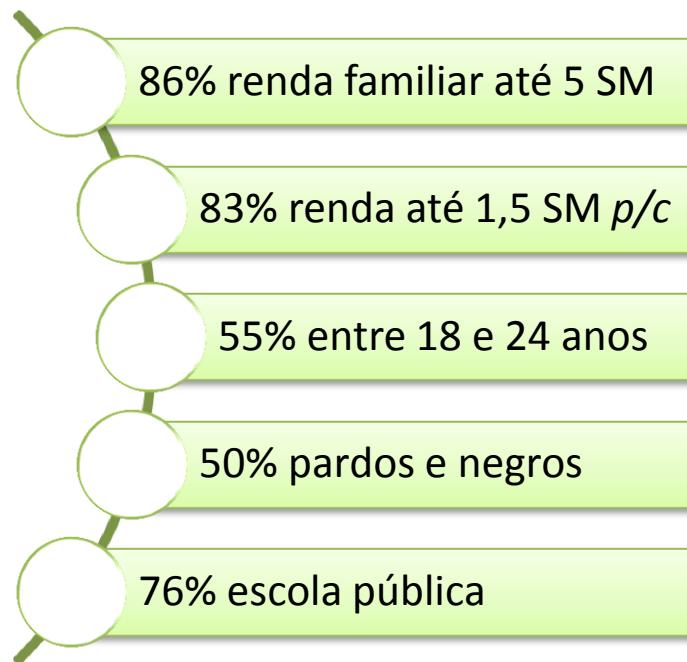 86% renda familiar até 5 SM
83% renda até 1,5 SM p/c
55% entre 18 e 24 anos
50% pardos e negros
76% escola pública